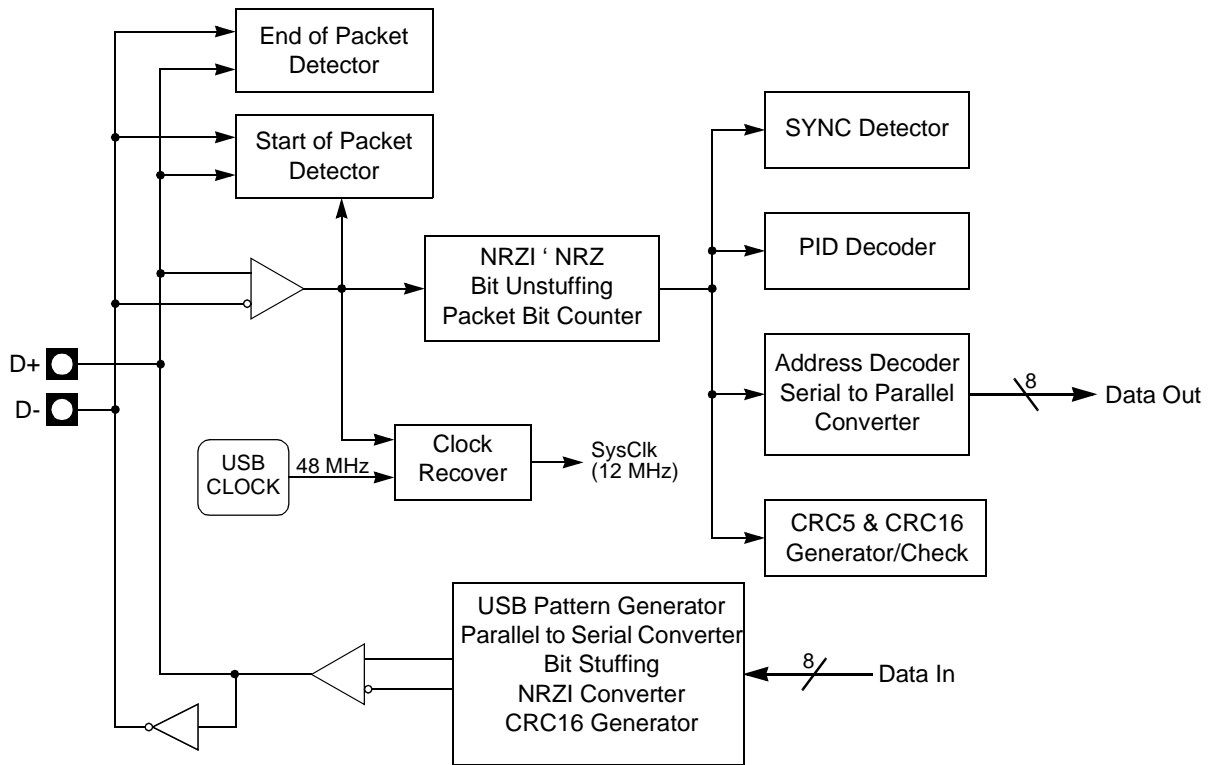 End of Packet
Detector
Start of Packet
Detector
SYNC Detector
PID Decoder
NRZI ‘ NRZ
Bit Unstuffing
Packet Bit Counter
D+
D-
Address Decoder
Serial to Parallel
Converter
8
Data Out
USB
CLOCK
48 MHz
Clock
Recover
SysClk
(12 MHz)
CRC5 & CRC16
Generator/Check
USB Pattern Generator
Parallel to Serial Converter
Bit Stuffing
NRZI Converter
CRC16 Generator
8
Data In